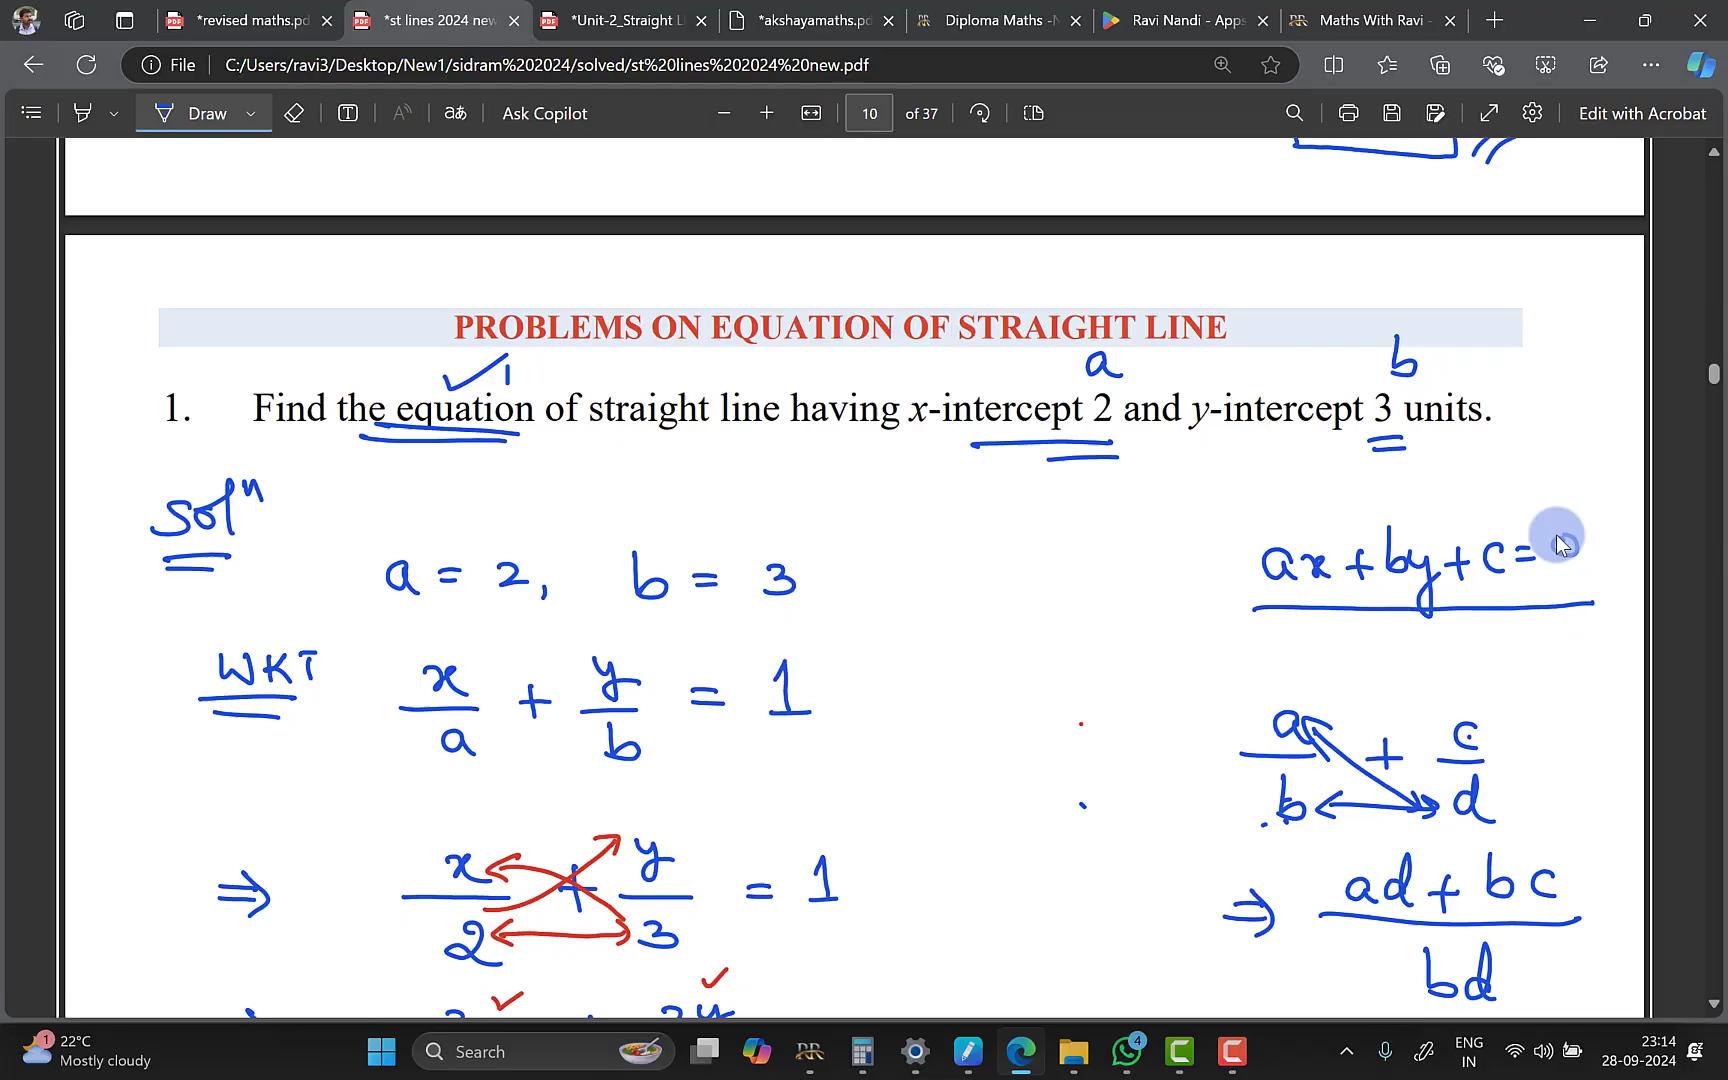 *revised maths.pd
*st lines 2024 new
*Unit-2_Straight L
*akshayamaths.pd
Diploma Maths -
Ravi Nandi - Apps
Maths With Ravi -
File C:/Users/ravi3/Desktop/New1/sidram%202024/solved/st%20lines%202024%20new.pdf
Draw
T
aあ
Ask Copilot
10 of 37
Edit with Acrobat
PROBLEMS ON EQUATION OF STRAIGHT LINE
a b
1. Find the equation of straight line having x-intercept 2 and y-intercept 3 units.
Solⁿ
a = 2, b = 3
ax + by + c = 0
WKT x/a + y/b = 1
a/b + c/d
⇒ x/2 + y/3 = 1
⇒ ad + bc / bd
1
22°C
Mostly cloudy
Search
4
ENG
IN
23:14
28-09-2024